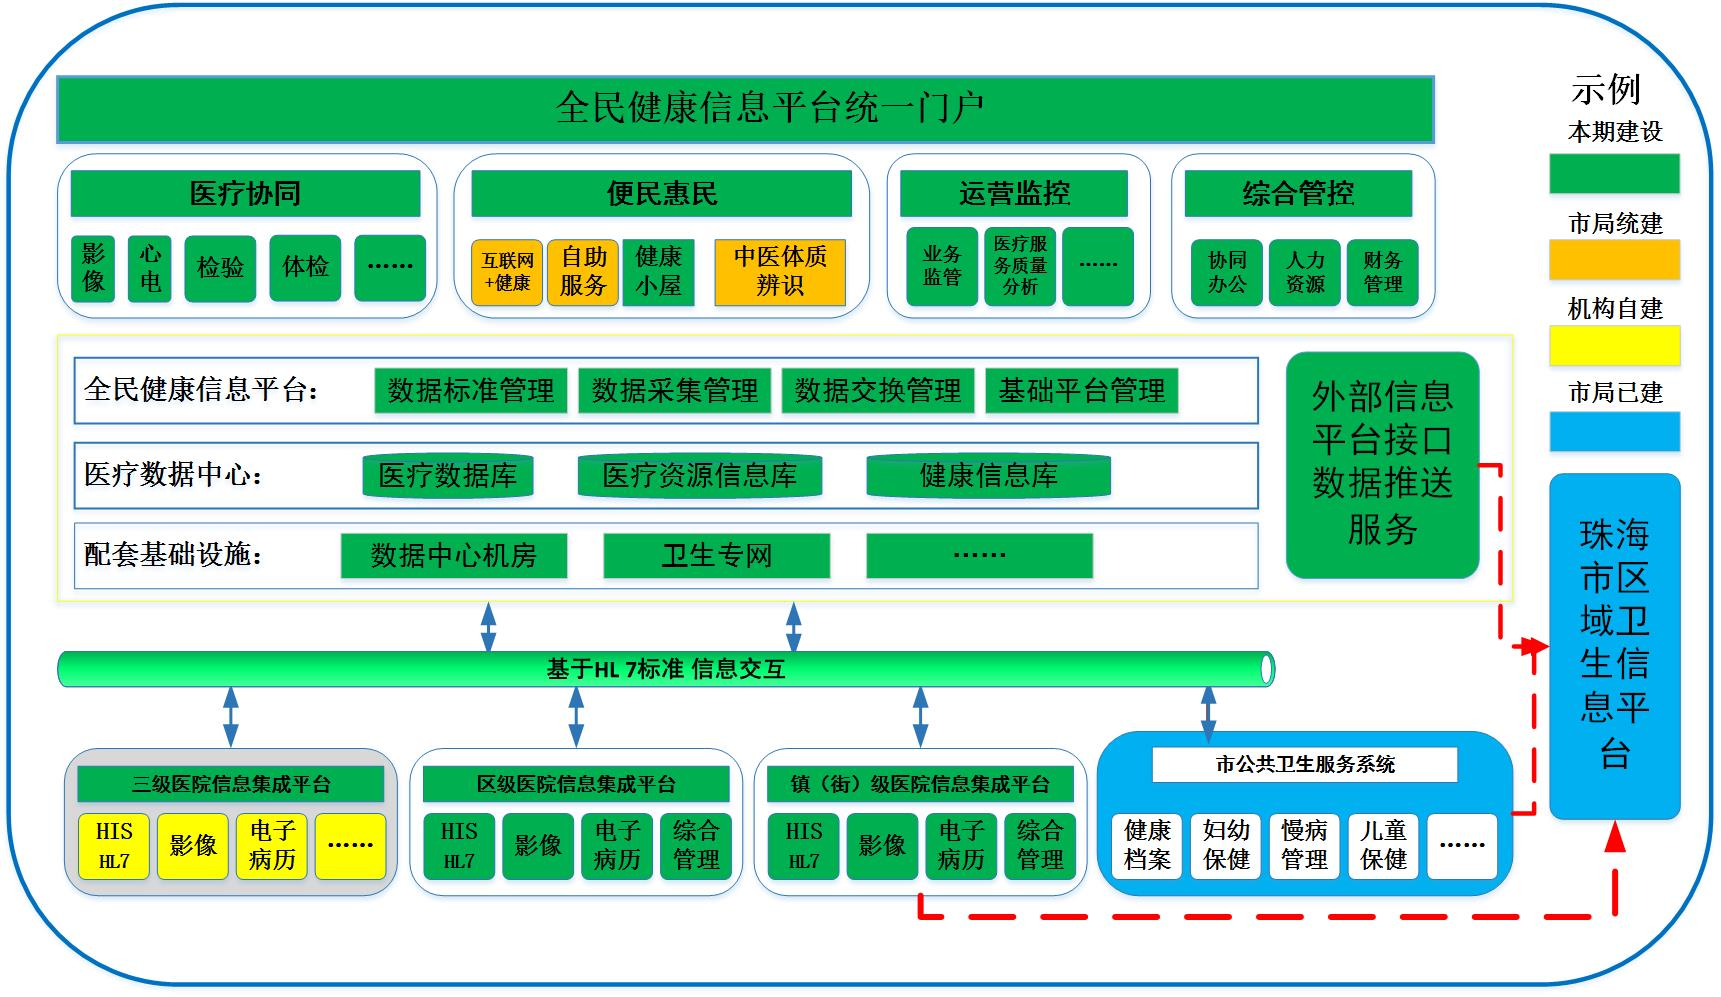 全民健康信息平台统一门户
示例
本期建设
市局统建
机构自建
市局已建
医疗协同
影
像
心
电
检验
体检
……
便民惠民
互联网
+健康
自助
服务
健康
小屋
中医体质
辨识
运营监控
业务
监管
医疗服
务质量
分析
……
综合管控
协同
办公
人力
资源
财务
管理
全民健康信息平台：
数据标准管理
数据采集管理
数据交换管理
基础平台管理
医疗数据中心：
医疗数据库
医疗资源信息库
健康信息库
配套基础设施：
数据中心机房
卫生专网
……
外部信息
平台接口
数据推送
服务
珠海
市区
域卫
生信
息平
台
基于HL 7标准 信息交互
三级医院信息集成平台
HIS
HL7
影像
电子
病历
……
区级医院信息集成平台
HIS
HL7
影像
电子
病历
综合
管理
镇（街）级医院信息集成平台
HIS
HL7
影像
电子
病历
综合
管理
市公共卫生服务系统
健康
档案
妇幼
保健
慢病
管理
儿童
保健
……